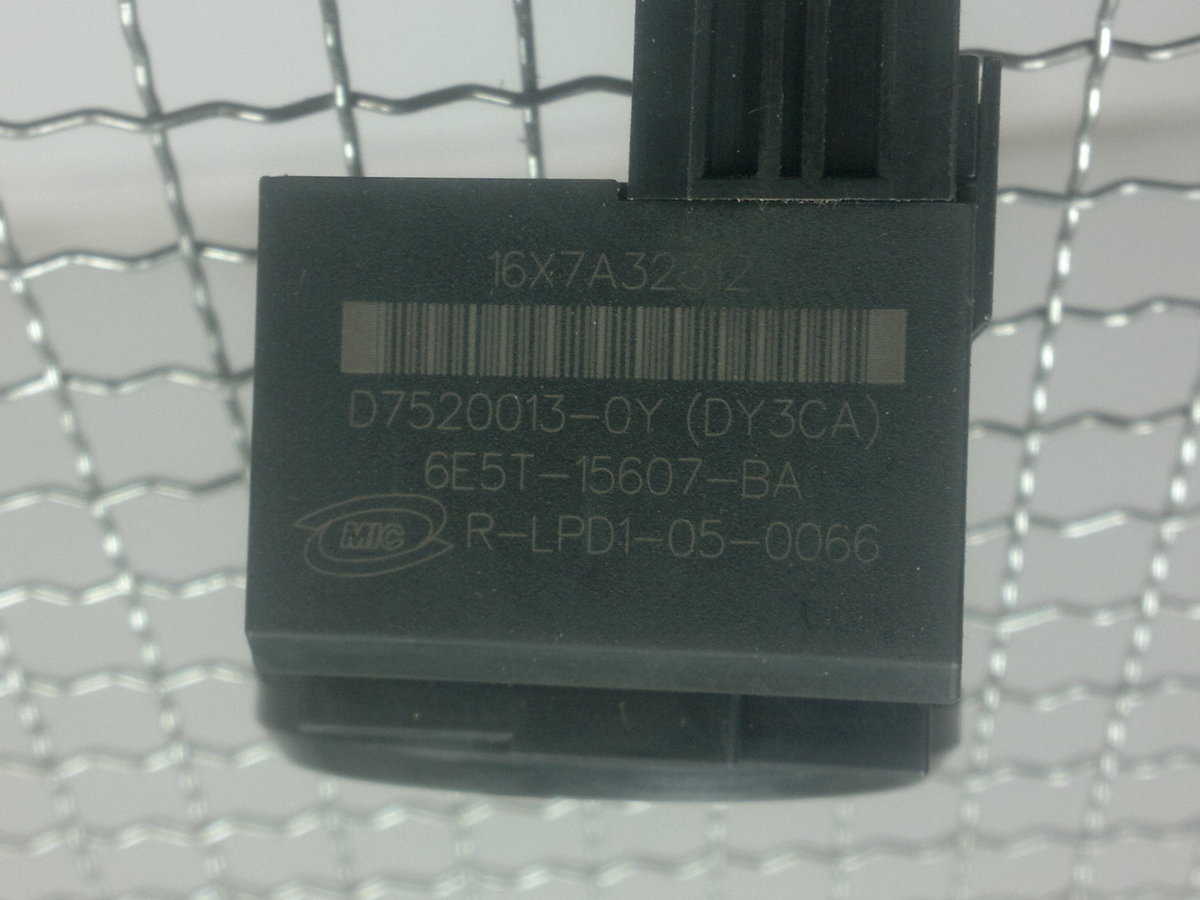 16X7A32312
D7520013-0Y (DY3CA)
6E5T-15607-BA
MIC R-LPD1-05-0066